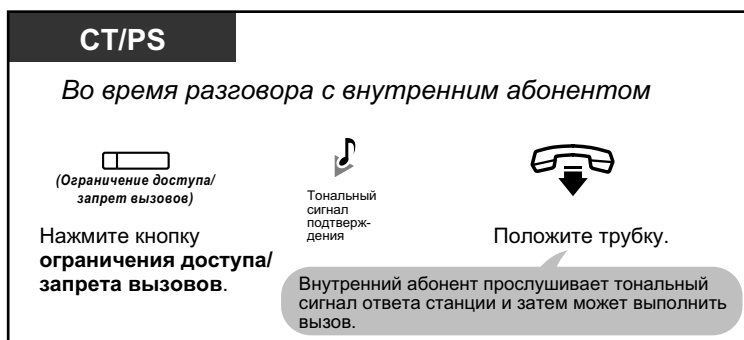 CT/PS
Во время разговора с внутренним абонентом
(Ограничение доступа/
запрет вызовов)
Нажмите кнопку
ограничения доступа/
запрета вызовов.
Тональный
сигнал
подтверж-
дения
Положите трубку.
Внутренний абонент прослушивает тональный
сигнал ответа станции и затем может выполнить
вызов.